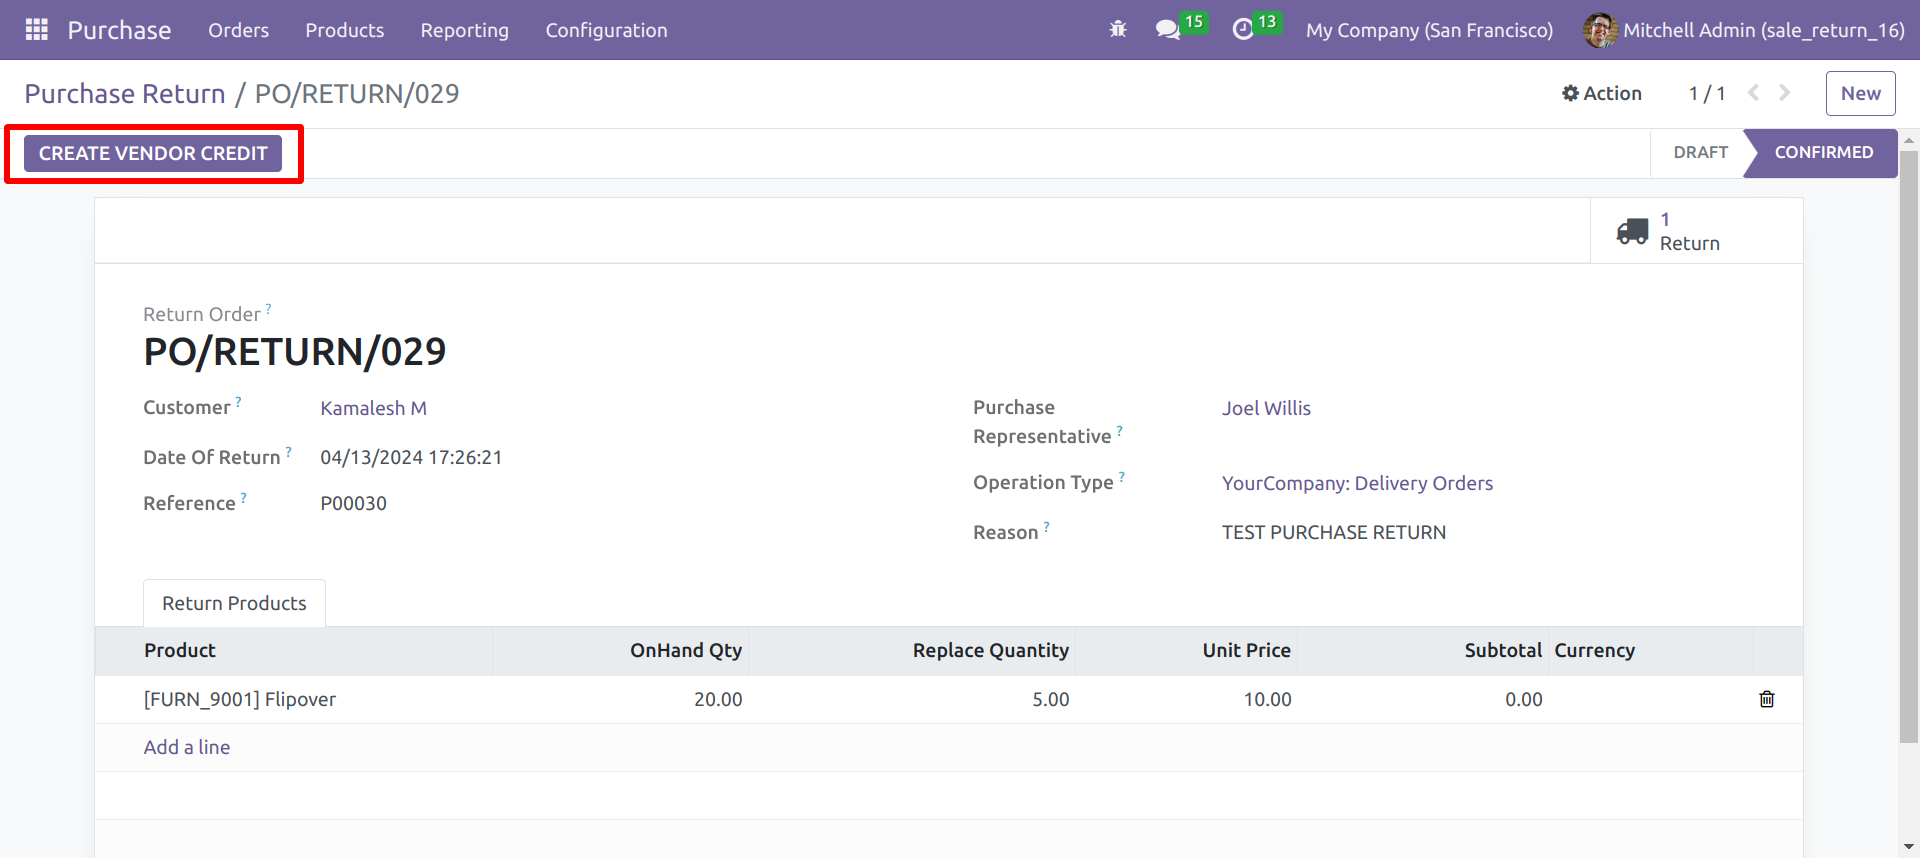 Purchase Orders Products Reporting Configuration 15 13 My Company (San Francisco) Mitchell Admin (sale_return_16)
Purchase Return / PO/RETURN/029 Action 1 / 1 New
CREATE VENDOR CREDIT DRAFT CONFIRMED
1
Return
Return Order ?
PO/RETURN/029
Customer ? Kamalesh M
Date Of Return ? 04/13/2024 17:26:21
Reference ? P00030
Purchase
Representative ? Joel Willis
Operation Type ? YourCompany: Delivery Orders
Reason ? TEST PURCHASE RETURN
Return Products
Product OnHand Qty Replace Quantity Unit Price Subtotal Currency
[FURN_9001] Flipover 20.00 5.00 10.00 0.00
Add a line